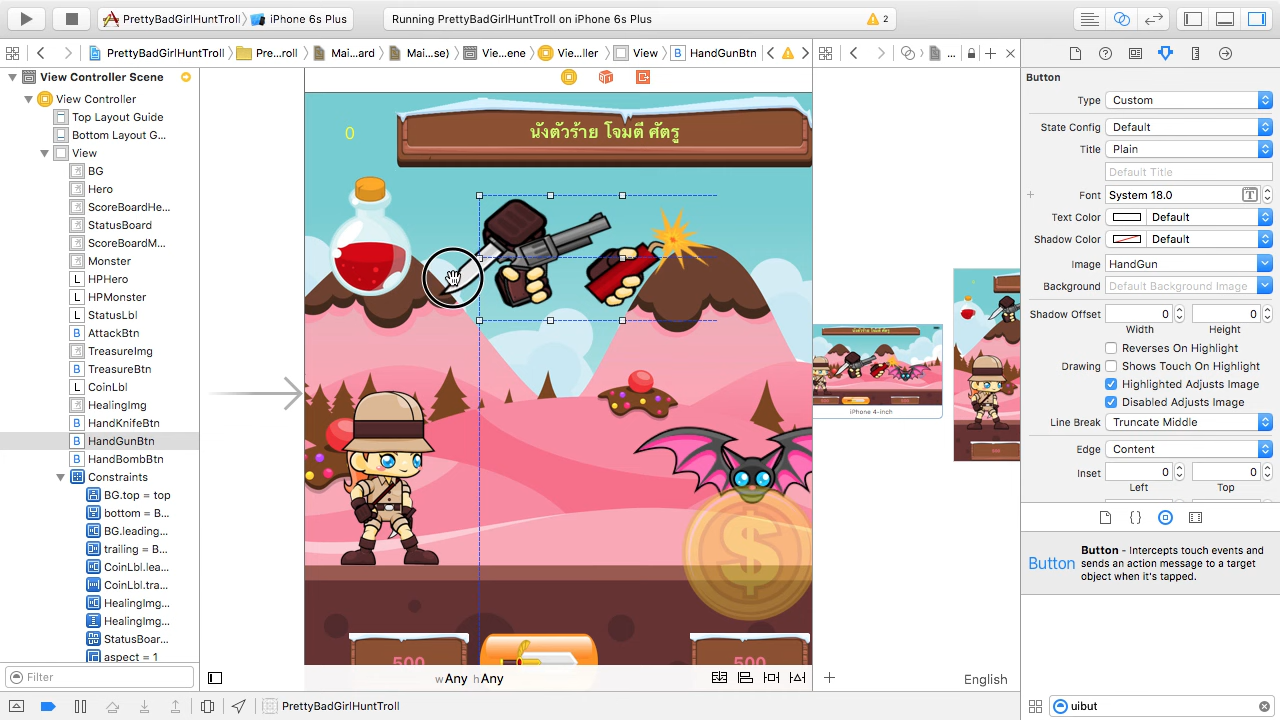 PrettyBadGirlHuntTroll
iPhone 6s Plus
Running PrettyBadGirlHuntTroll on iPhone 6s Plus
2
PrettyBadGirlHuntTroll
Pre...roll
Mai...ard
Mai...se)
Vie...ene
Vie...ller
View
B HandGunBtn
...
View Controller Scene
View Controller
Top Layout Guide
Bottom Layout G...
View
BG
Hero
ScoreBoardHe...
StatusBoard
ScoreBoardM...
Monster
L HPHero
L HPMonster
L StatusLbl
B AttackBtn
TreasureImg
B TreasureBtn
L CoinLbl
HealingImg
B HandKnifeBtn
B HandGunBtn
B HandBombBtn
Constraints
BG.top = top
bottom = B...
BG.leading...
trailing = B...
CoinLbl.lea...
CoinLbl.tra...
HealingImg...
HealingImg...
StatusBoar...
aspect = 1
Filter
0
นังตัวร้าย โจมตี ศัตรู
500
500
wAny hAny
iPhone 4-inch
English
Button
Type Custom
State Config Default
Title Plain
Default Title
Font System 18.0
Text Color Default
Shadow Color Default
Image HandGun
Background Default Background Image
Shadow Offset 0 0
Width Height
Reverses On Highlight
Drawing Shows Touch On Highlight
Highlighted Adjusts Image
Disabled Adjusts Image
Line Break Truncate Middle
Edge Content
Inset 0 0
Left Top
Button
Button - Intercepts touch events and
sends an action message to a target
object when it's tapped.
PrettyBadGirlHuntTroll
uibut